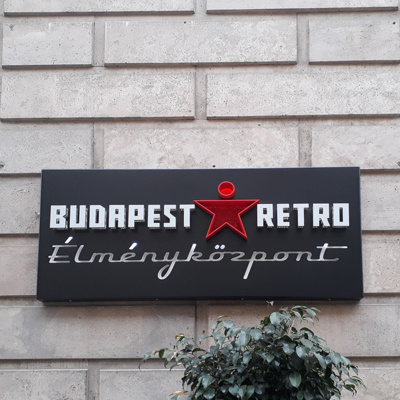 BUDAPEST RETRO
Élményközpont